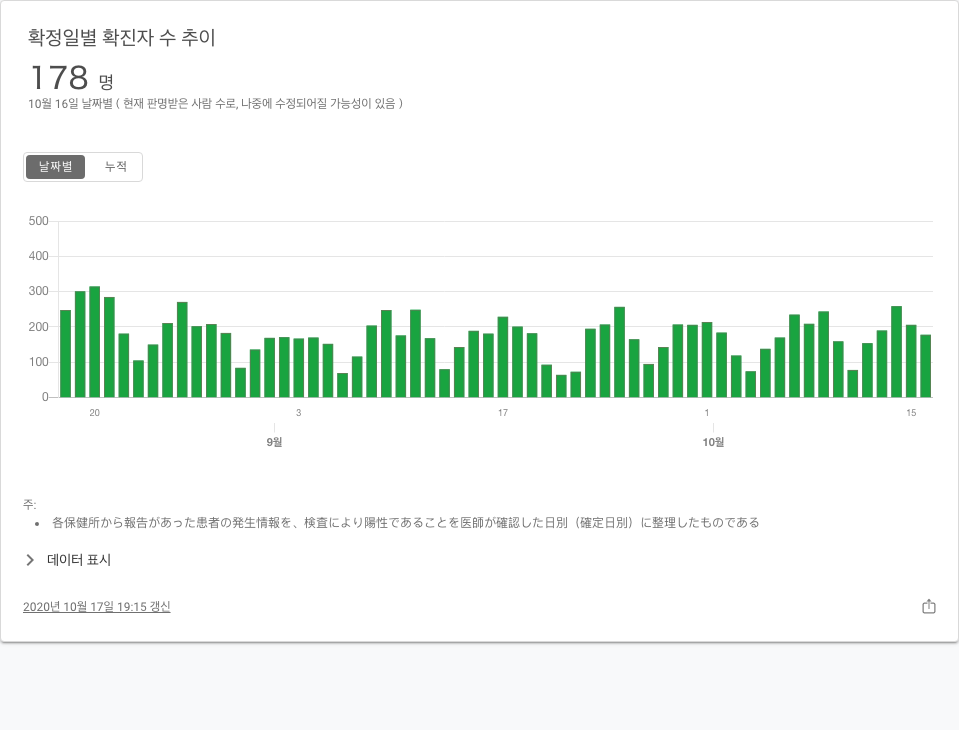 확정일별 확진자 수 추이
178 명
10월 16일 날짜별 ( 현재 판명받은 사람 수로, 나중에 수정되어질 가능성이 있음 )
날짜별 누적
500
400
300
200
100
0
20 3 17 1 15
9월 10월
주:
• 各保健所から報告があった患者の発生情報を、検査により陽性であることを医師が確認した日別（確定日別）に整理したものである
데이터 표시
2020년 10월 17일 19:15 갱신